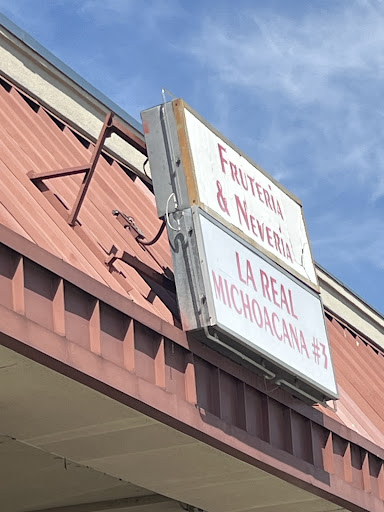 FRUTERIA
& NEVERIA
LA REAL
MICHOACANA #3